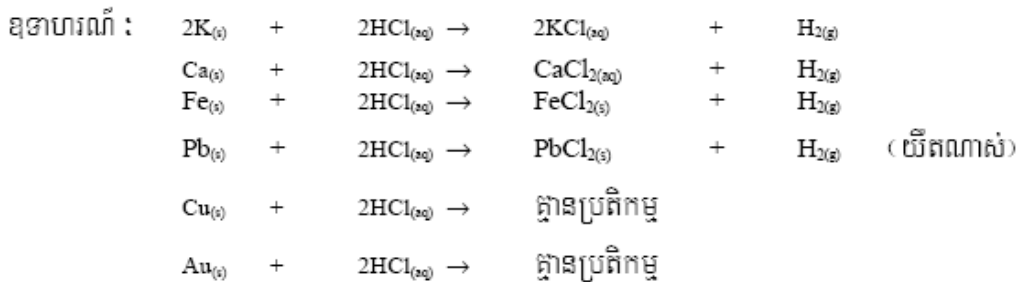 ឧទាហរណ៍ : 2K(s) + 2HCl(aq) → 2KCl(aq) + H2(g)
Ca(s) + 2HCl(aq) → CaCl2(aq) + H2(g)
Fe(s) + 2HCl(aq) → FeCl2(s) + H2(g)
Pb(s) + 2HCl(aq) → PbCl2(s) + H2(g) (យឺតណាស់)
Cu(s) + 2HCl(aq) → គ្មានប្រតិកម្ម
Au(s) + 2HCl(aq) → គ្មានប្រតិកម្ម